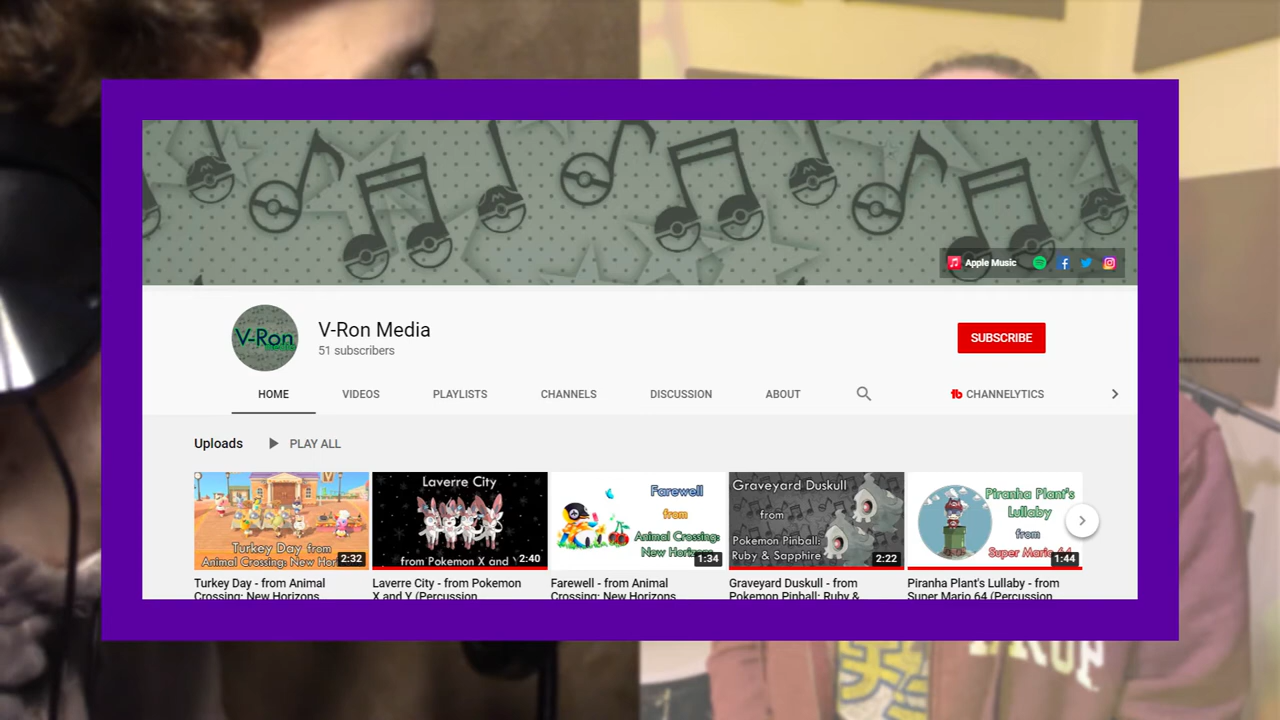 Apple Music
V-Ron
Media
V-Ron Media
51 subscribers
SUBSCRIBE
HOME
VIDEOS
PLAYLISTS
CHANNELS
DISCUSSION
ABOUT
CHANNELYTICS
Uploads
PLAY ALL
Turkey Day from
Animal Crossing: New Hor
2:32
Laverre City
from Pokemon X and Y
2:40
Farewell
from
Animal Crossing:
New Horizons
1:34
Graveyard Duskull
from
Pokemon Pinball:
Ruby & Sapphire
2:22
Piranha Plant's
Lullaby
from
Super Mario 64
1:44
Turkey Day - from Animal
Crossing: New Horizons
Laverre City - from Pokemon
X and Y (Percussion
Farewell - from Animal
Crossing: New Horizons
Graveyard Duskull - from
Pokemon Pinball: Ruby &
Piranha Plant's Lullaby - from
Super Mario 64 (Percussion